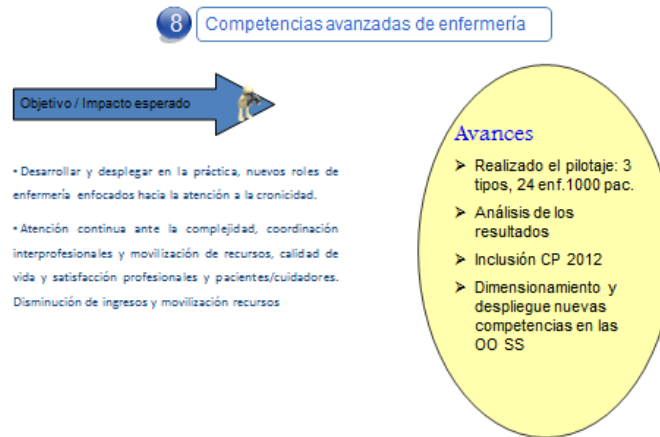 8 Competencias avanzadas de enfermería
Objetivo / Impacto esperado
• Desarrollar y desplegar en la práctica, nuevos roles de
enfermería enfocados hacia la atención a la cronicidad.
• Atención continua ante la complejidad, coordinación
interprofesionales y movilización de recursos, calidad de
vida y satisfacción profesionales y pacientes/cuidadores.
Disminución de ingresos y movilización recursos
Avances
➢ Realizado el pilotaje: 3
tipos, 24 enf.1000 pac.
➢ Análisis de los
resultados
➢ Inclusión CP 2012
➢ Dimensionamiento y
despliegue nuevas
competencias en las
OO SS